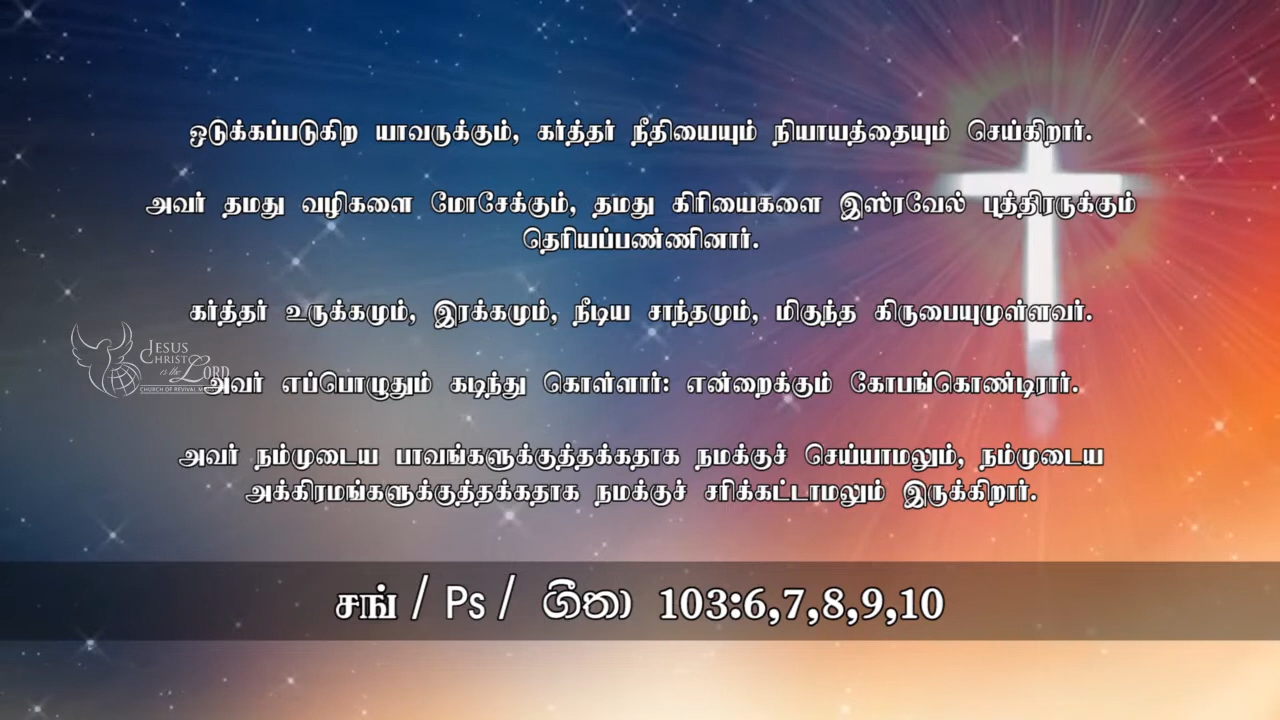 ஒடுக்கப்படுகிற யாவருக்கும், கர்த்தர் நீதியையும் நியாயத்தையும் செய்கிறார்.
அவர் தமது வழிகளை மோசேக்கும், தமது கிரியைகளை இஸ்ரவேல் புத்திரருக்கும்
தெரியப்பண்ணினார்.
கர்த்தர் உருக்கமும், இரக்கமும், நீடிய சாந்தமும், மிகுந்த கிருபையுமுள்ளவர்.
JESUS
CHRIST
is the LORD
CHURCH OF REVIVAL
அவர் எப்பொழுதும் கடிந்து கொள்ளார்: என்றைக்கும் கோபங்கொண்டிரார்.
அவர் நம்முடைய பாவங்களுக்குத்தக்கதாக நமக்குச் செய்யாமலும், நம்முடைய
அக்கிரமங்களுக்குத்தக்கதாக நமக்குச் சரிக்கட்டாமலும் இருக்கிறார்.
சங் / Ps / ගීතා 103:6,7,8,9,10